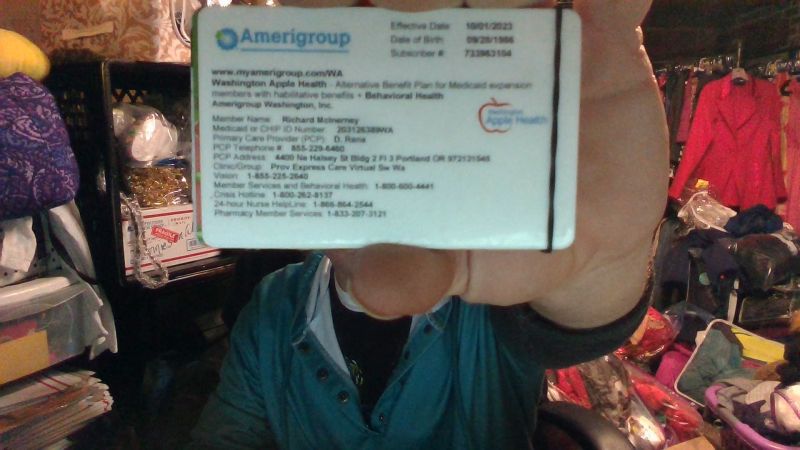 Amerigroup
Effective Date: 10/01/2023
Date of Birth: 09/28/1986
Subscriber #: 733963104
www.myamerigroup.com/WA
Washington Apple Health - Alternative Benefit Plan for Medicaid expansion
members with habilitative benefits + Behavioral Health
Amerigroup Washington, Inc.
Washington
Apple Health
Member Name: Richard McInerney
Medicaid or CHIP ID Number: 203126389WA
Primary Care Provider (PCP): D. Rana
PCP Telephone #: 855-229-6460
PCP Address: 4400 Ne Halsey St Bldg 2 Fl 3 Portland OR 972131545
Clinic/Group: Prov Express Care Virtual Sw Wa
Vision: 1-855-225-2640
Member Services and Behavioral Health: 1-800-600-4441
Crisis Hotline: 1-800-262-8137
24-hour Nurse HelpLine: 1-866-864-2544
Pharmacy Member Services: 1-833-207-3121
PRIORITY
FRAGILE